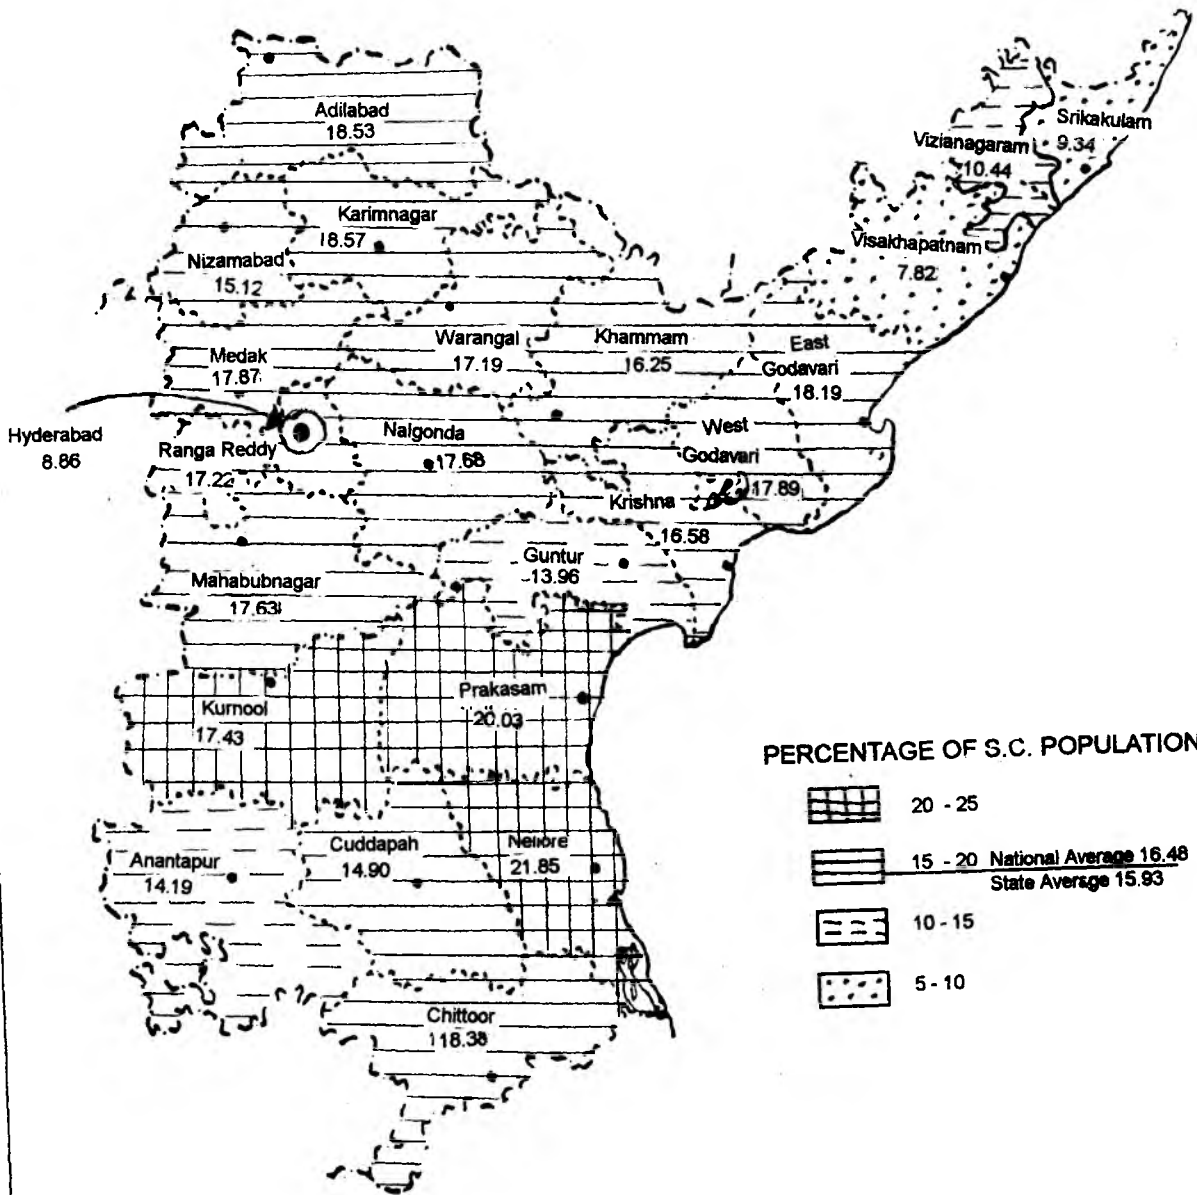 Adilabad
18.53
Karimnagar
18.57
Nizamabad
15.12
Medak
17.87
Warangal
17.19
Khammam
16.25
East
Godavari
18.19
Srikakulam
9.34
Vizianagaram
10.44
Visakhapatnam
7.82
Hyderabad
8.86
Ranga Reddy
17.22
Nalgonda
17.68
West
Godavari
17.89
Krishna
16.58
Guntur
13.96
Mahabubnagar
17.63
Kurnool
17.43
Prakasam
20.03
Anantapur
14.19
Cuddapah
14.90
Nellore
21.85
Chittoor
118.38
PERCENTAGE OF S.C. POPULATION
20 - 25
15 - 20 National Average 16.48
State Average 15.93
10 - 15
5 - 10